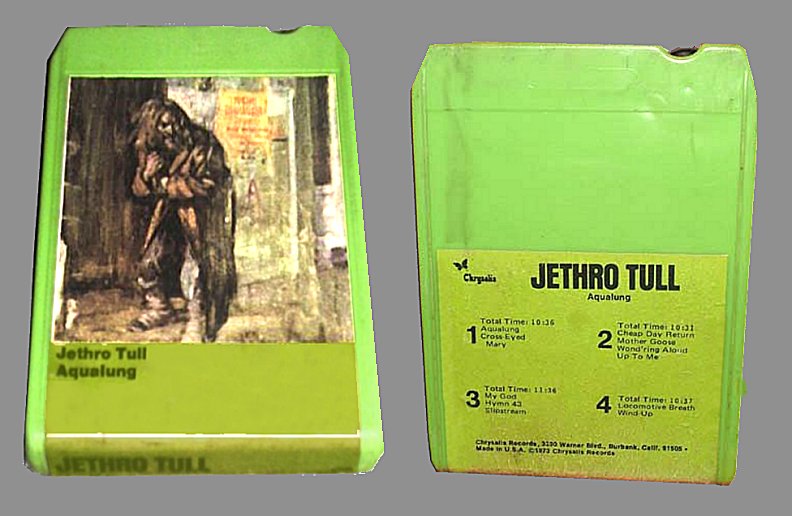 Jethro Tull
Aqualung
JETHRO TULL
Chrysalis
JETHRO TULL
Aqualung
1
Total Time: 10:36
Aqualung
Cross-Eyed
Mary
2
Total Time: 10:31
Cheap Day Return
Mother Goose
Wond'ring Aloud
Up To Me
3
Total Time: 11:36
My God
Hymn 43
Slipstream
4
Total Time: 10:37
Locomotive Breath
Wind-Up
Chrysalis Records, 3300 Warner Blvd., Burbank, Calif. 91505 •
Made in U.S.A. ©1973 Chrysalis Records